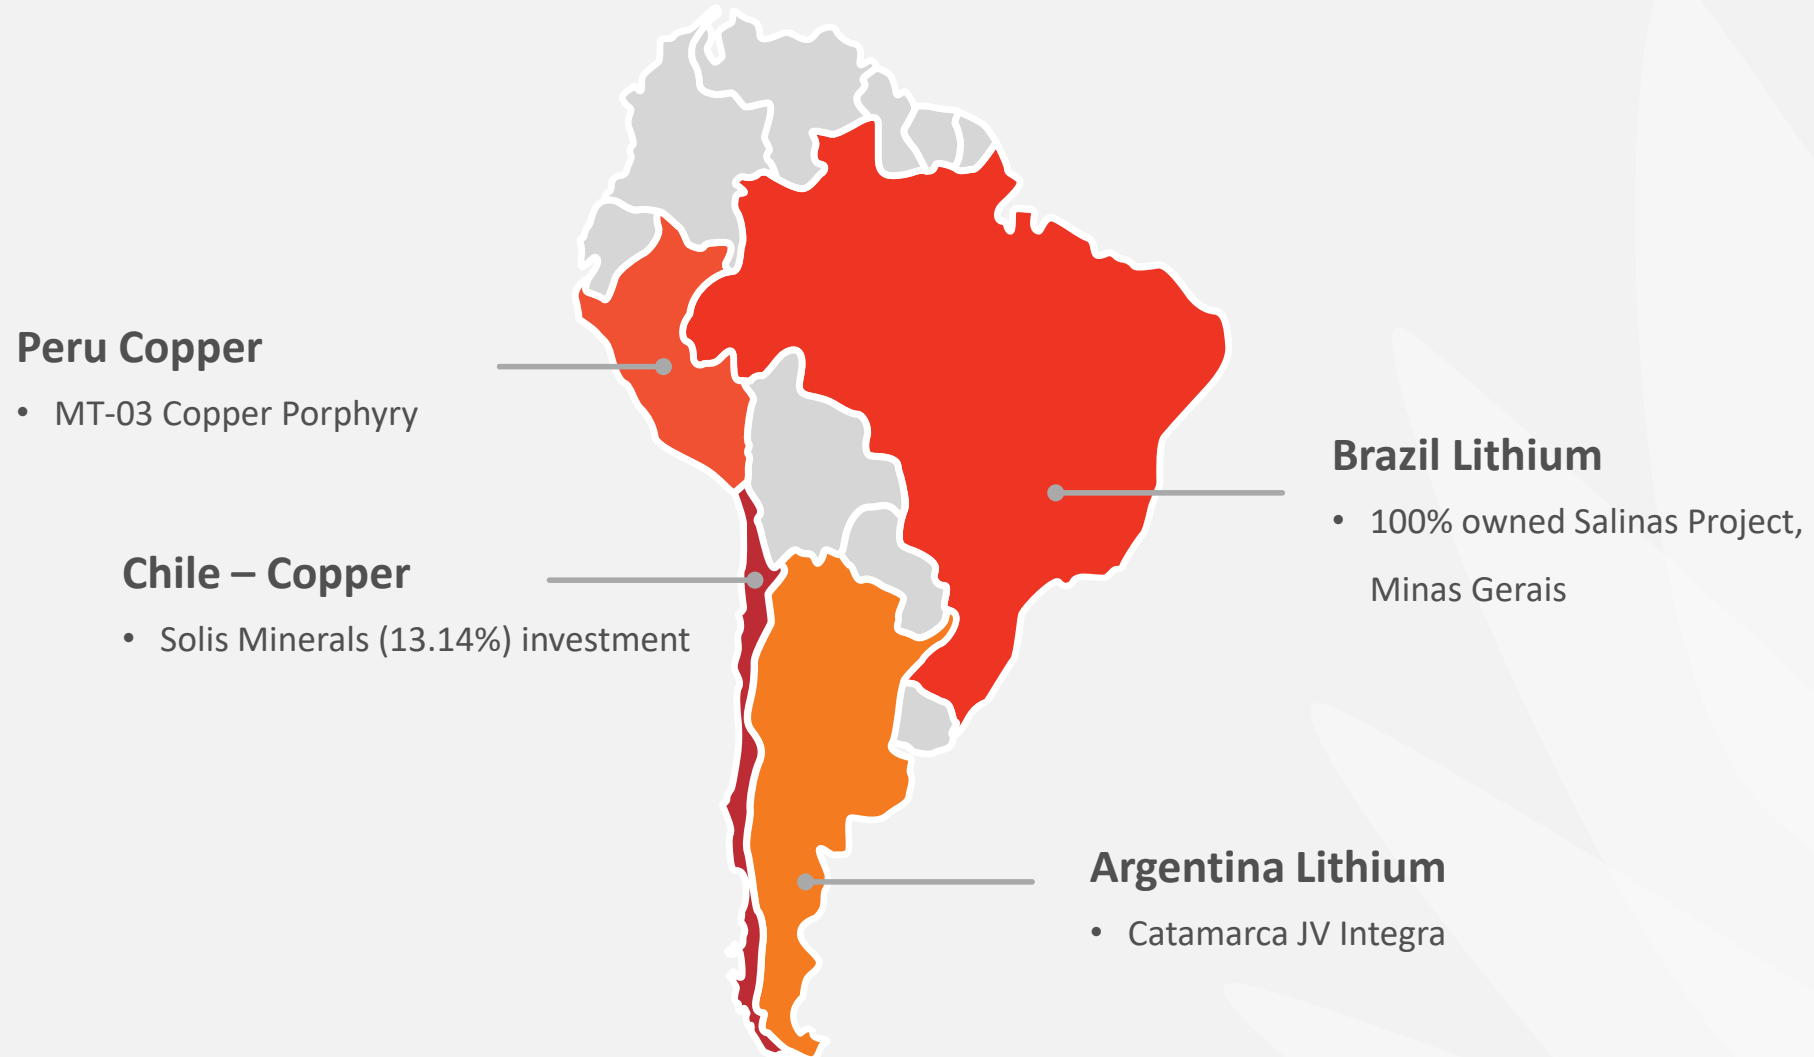 Peru Copper
• MT-03 Copper Porphyry
Chile – Copper
• Solis Minerals (13.14%) investment
Brazil Lithium
• 100% owned Salinas Project,
Minas Gerais
Argentina Lithium
• Catamarca JV Integra